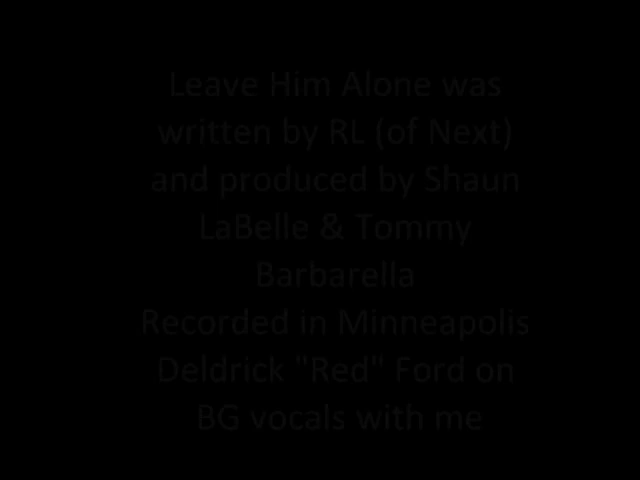 Leave Him Alone was
written by RL (of Next)
and produced by Shaun
LaBelle & Tommy
Barbarella
Recorded in Minneapolis
Deldrick "Red" Ford on
BG vocals with me